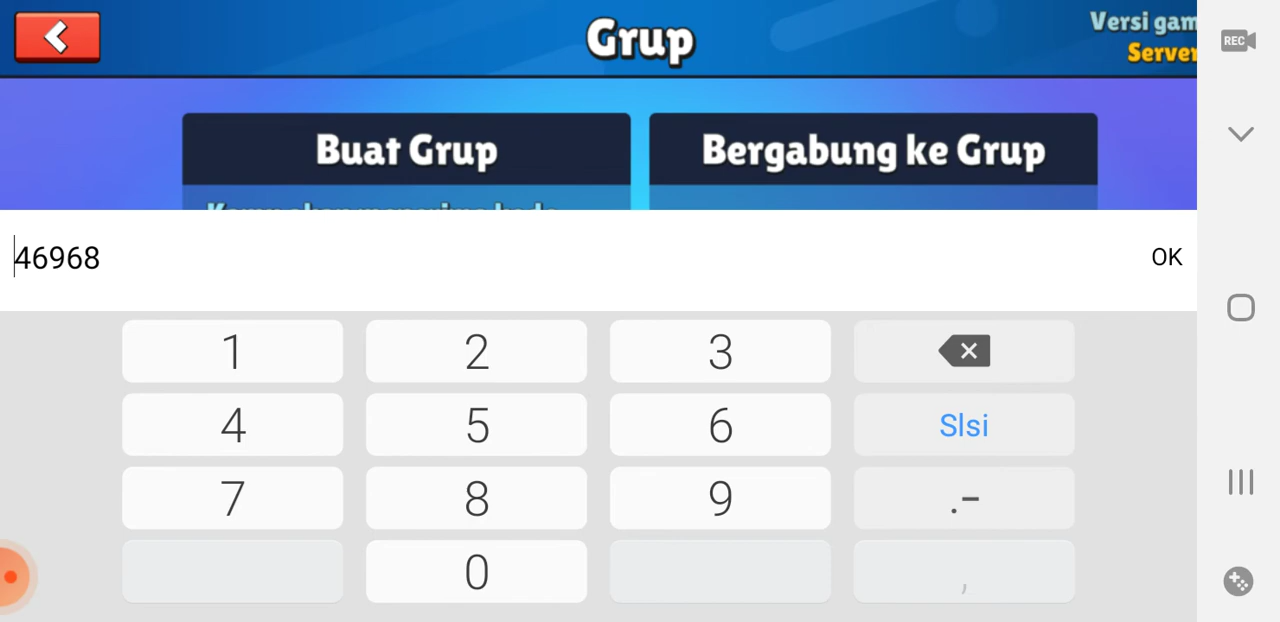 Grup
Versi gam
Server
Buat Grup
Bergabung ke Grup
46968
OK
1
2
3
4
5
6
Slsi
7
8
9
.-
0
,
REC